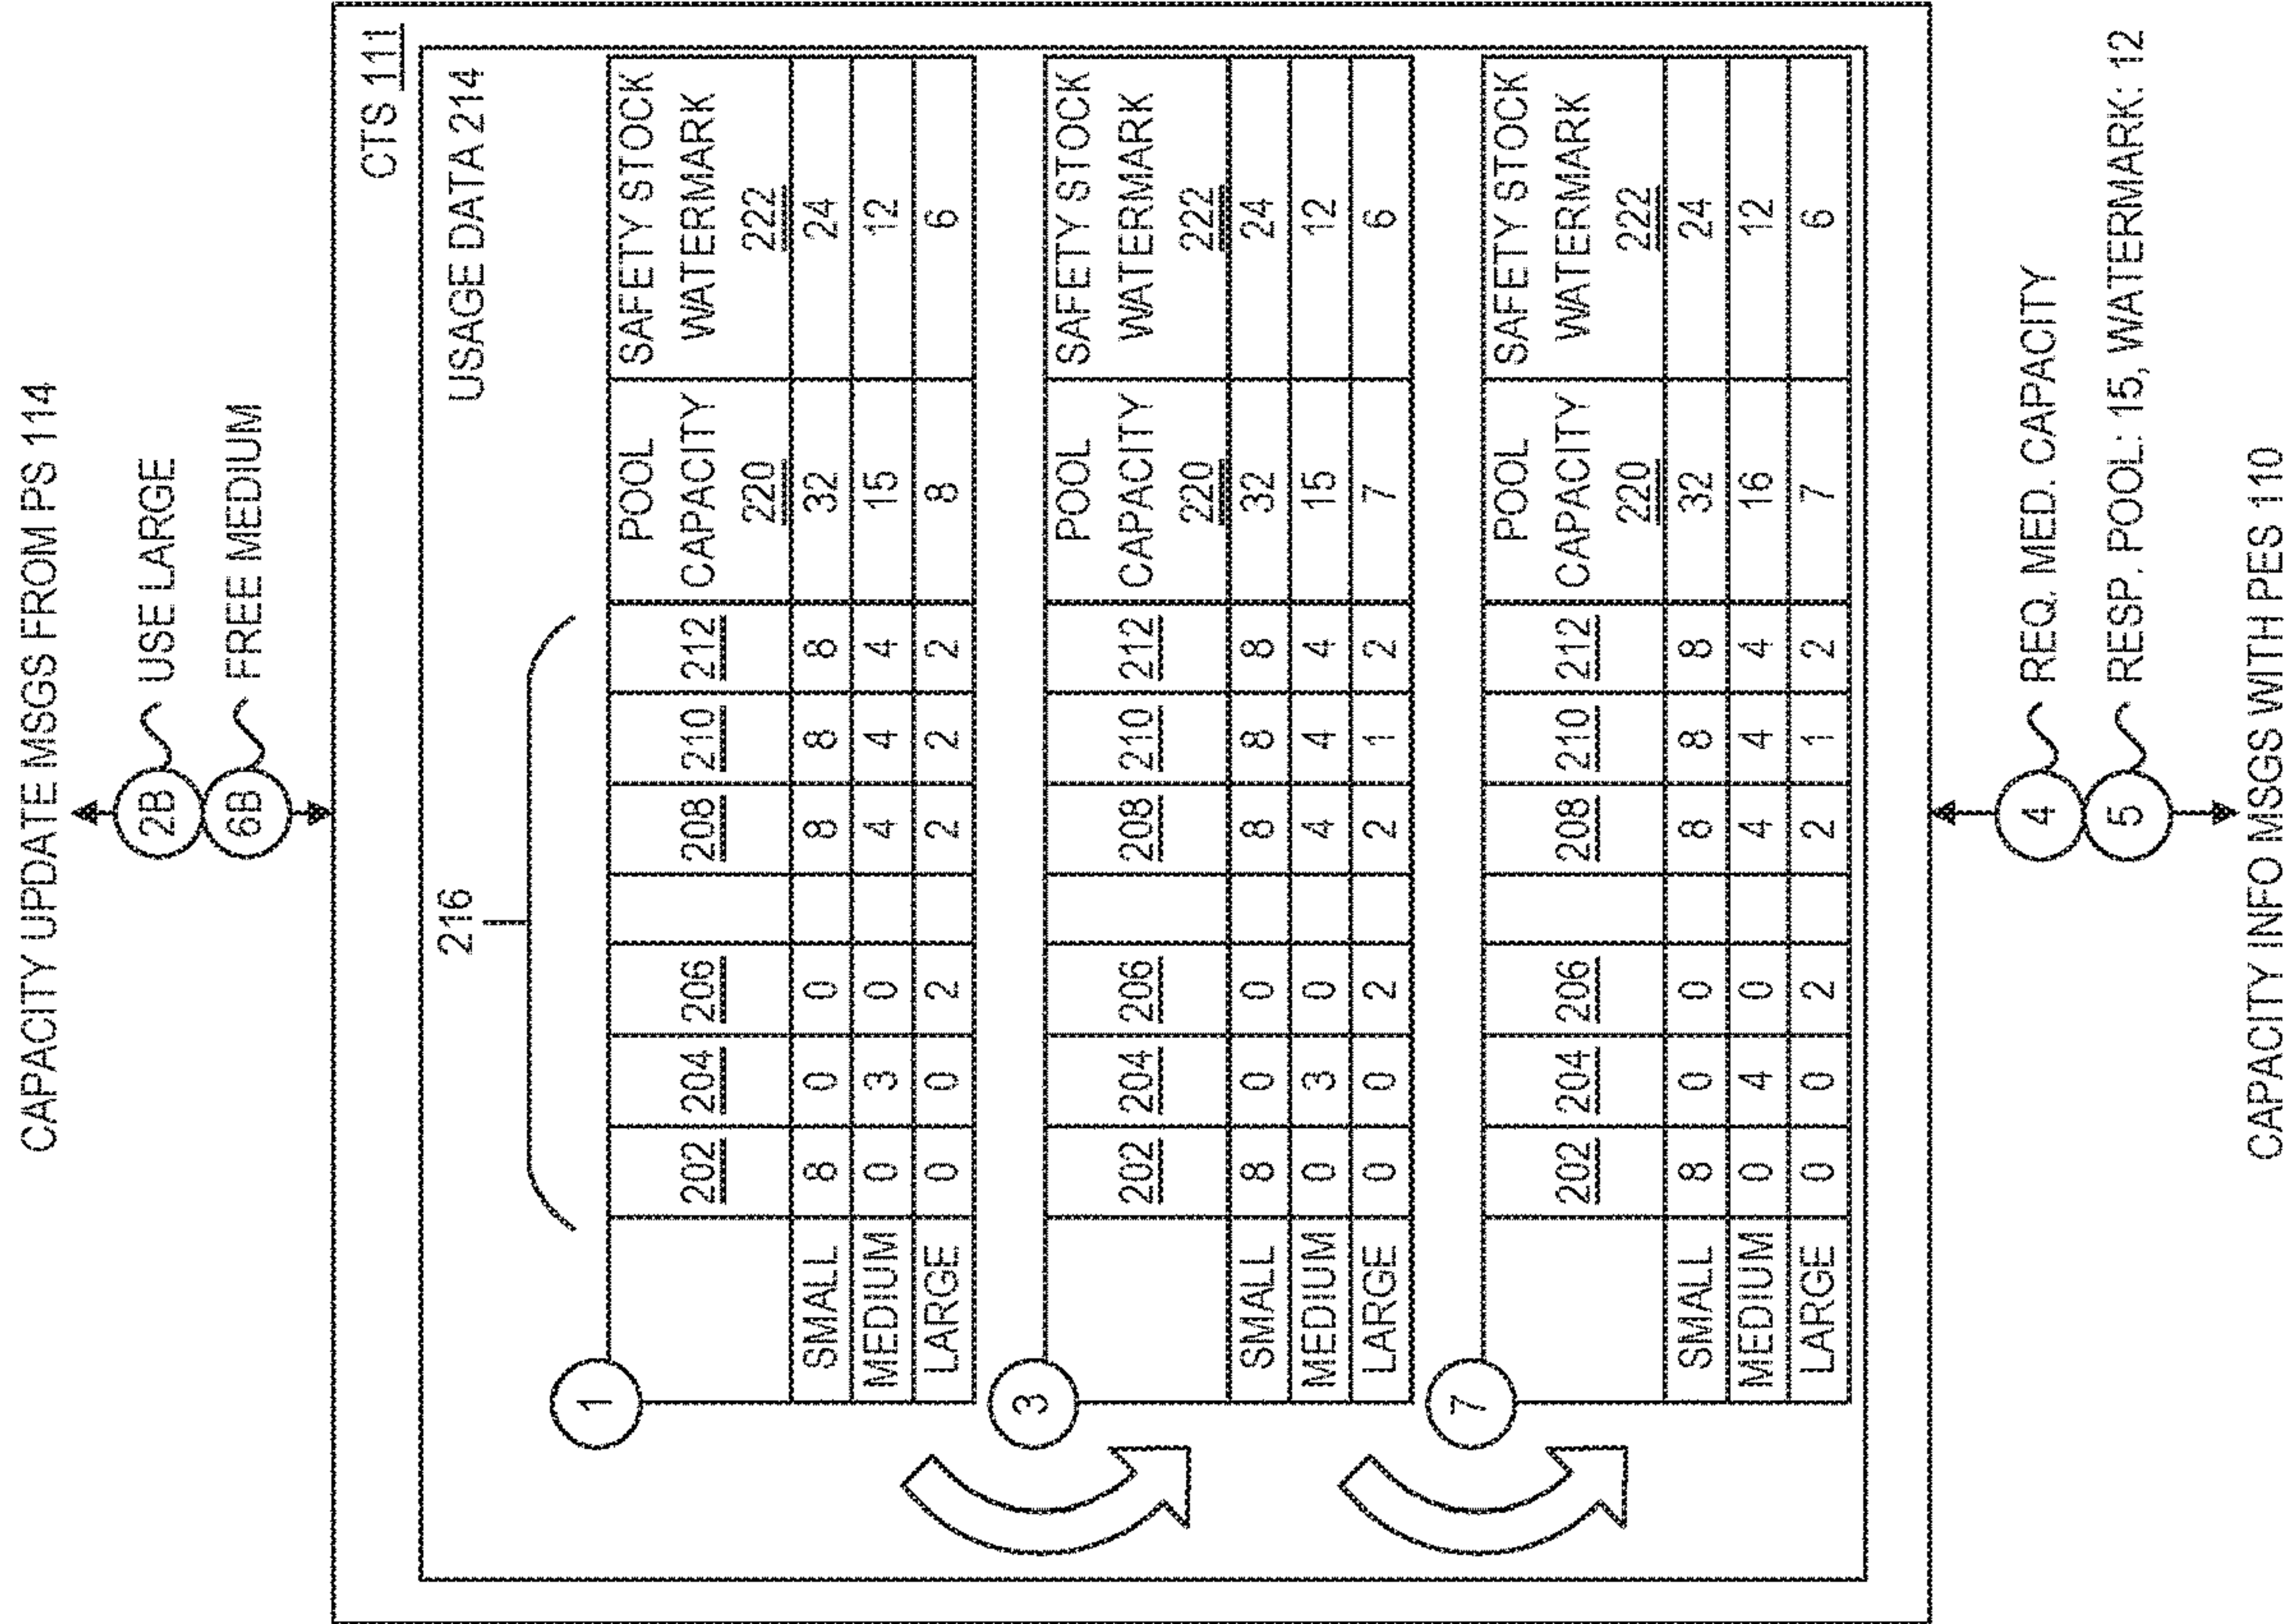 CAPACITY UPDATE MSGS FROM PS 114
2B USE LARGE
6B FREE MEDIUM
CTS 111
USAGE DATA 214
216
1
202 204 206 208 210 212 POOL CAPACITY 220 SAFETY STOCK WATERMARK 222
SMALL 8 0 0 8 8 8 32 24
MEDIUM 0 3 0 4 4 4 15 12
LARGE 0 0 2 2 2 2 8 6
3
202 204 206 208 210 212 POOL CAPACITY 220 SAFETY STOCK WATERMARK 222
SMALL 8 0 0 8 8 8 32 24
MEDIUM 0 3 0 4 4 4 15 12
LARGE 0 0 2 2 1 2 7 6
7
202 204 206 208 210 212 POOL CAPACITY 220 SAFETY STOCK WATERMARK 222
SMALL 8 0 0 8 8 8 32 24
MEDIUM 0 4 0 4 4 4 16 12
LARGE 0 0 2 2 1 2 7 6
4 REQ. MED. CAPACITY
5 RESP. POOL: 15, WATERMARK: 12
CAPACITY INFO MSGS WITH PES 110